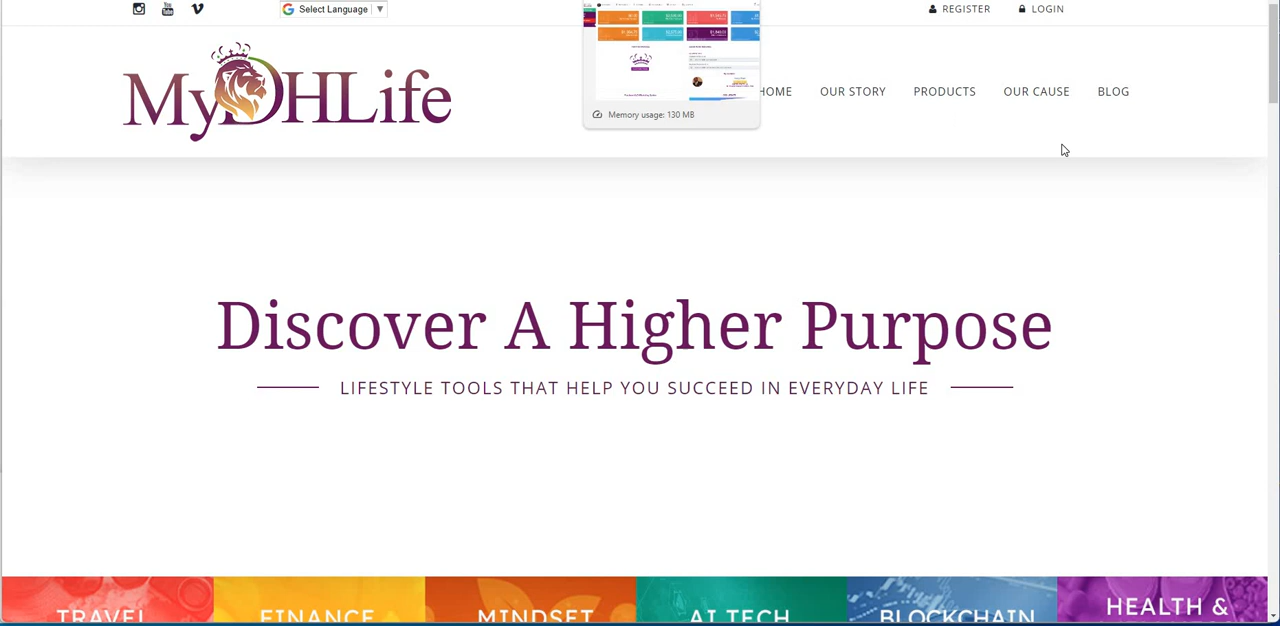 Select Language ▼
REGISTER
LOGIN
MyDHLife
Memory usage: 130 MB
HOME
OUR STORY
PRODUCTS
OUR CAUSE
BLOG
Discover A Higher Purpose
LIFESTYLE TOOLS THAT HELP YOU SUCCEED IN EVERYDAY LIFE
TRAVEL
FINANCE
MINDSET
AI TECH
BLOCKCHAIN
HEALTH &